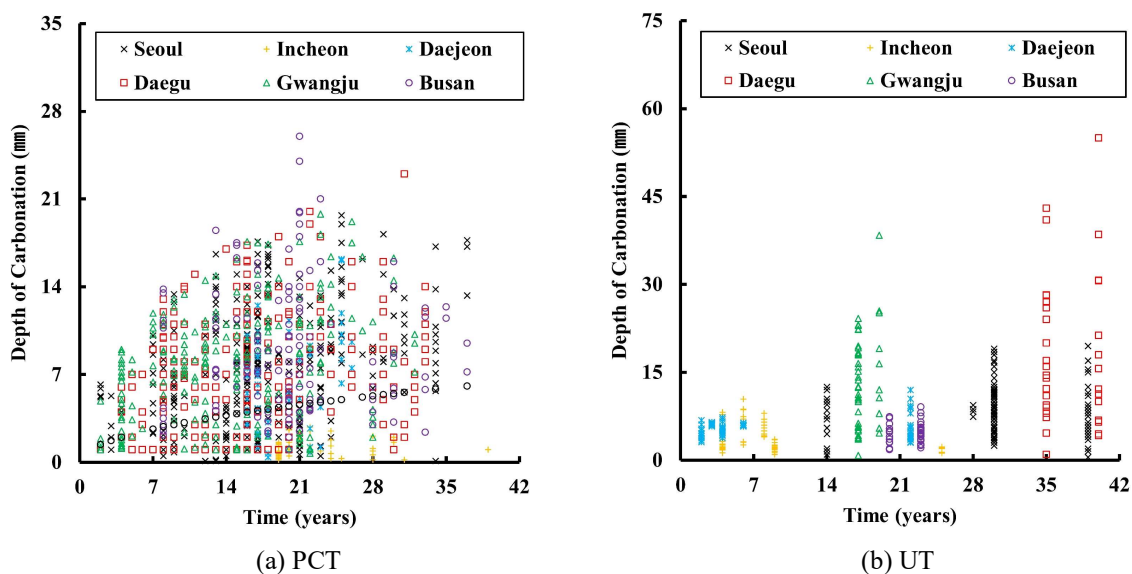 35
28
21
14
7
0
Depth of Carbonation (㎜)
Seoul Incheon Daejeon
Daegu Gwangju Busan
0 7 14 21 28 35 42
Time (years)
(a) PCT
75
60
45
30
15
0
Depth of Carbonation (㎜)
Seoul Incheon Daejeon
Daegu Gwangju Busan
0 7 14 21 28 35 42
Time (years)
(b) UT